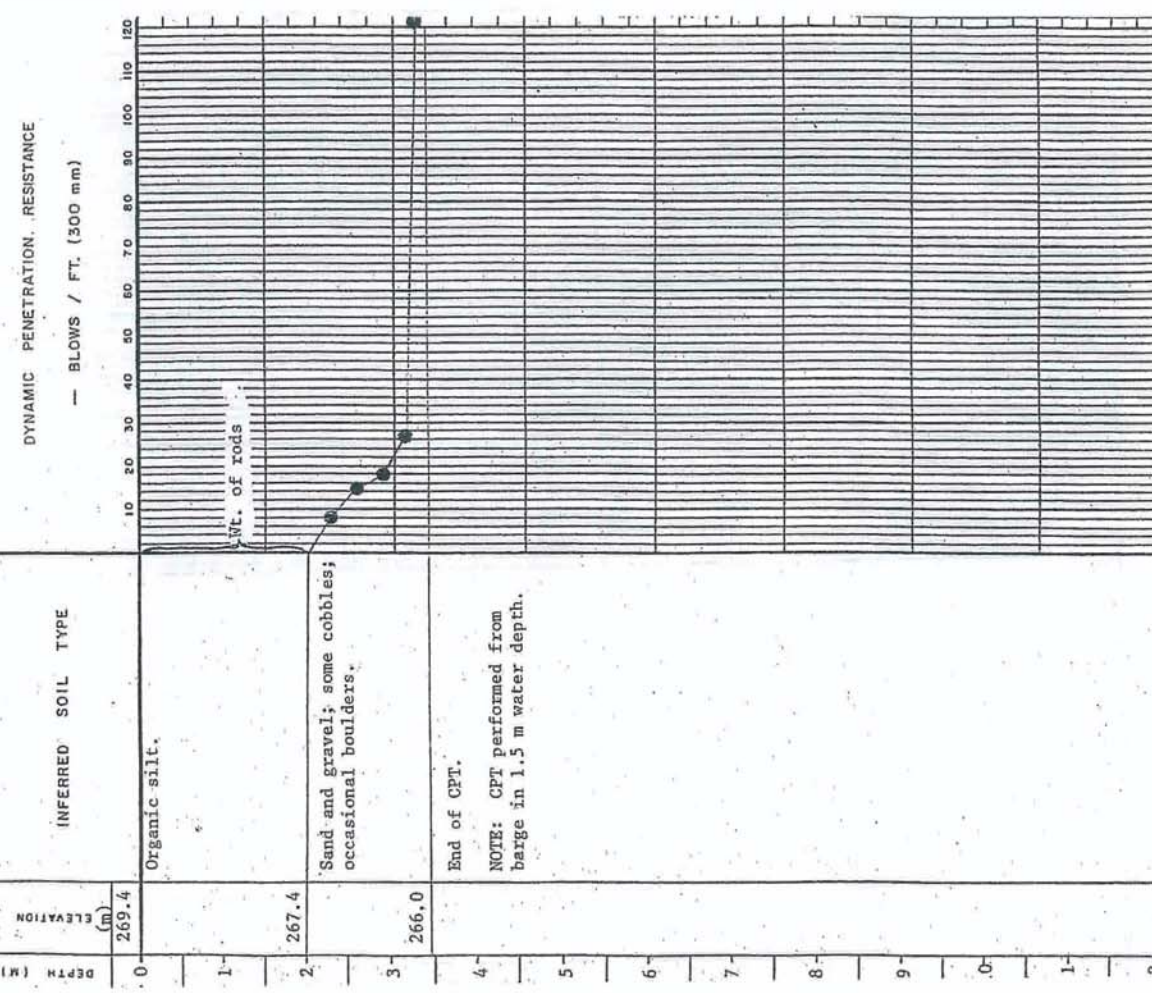 DEPTH (M)
ELEVATION (m)
INFERRED SOIL TYPE
DYNAMIC PENETRATION. RESISTANCE
— BLOWS / FT. (300 mm)
10 20 30 40 50 60 70 80 90 100 110 120
269.4
Organic silt.
Wt. of rods
267.4
Sand and gravel; some cobbles;
occasional boulders.
266.0
End of CPT.
NOTE: CPT performed from
barge in 1.5 m water depth.
0
1
2
3
4
5
6
7
8
9
.0
1